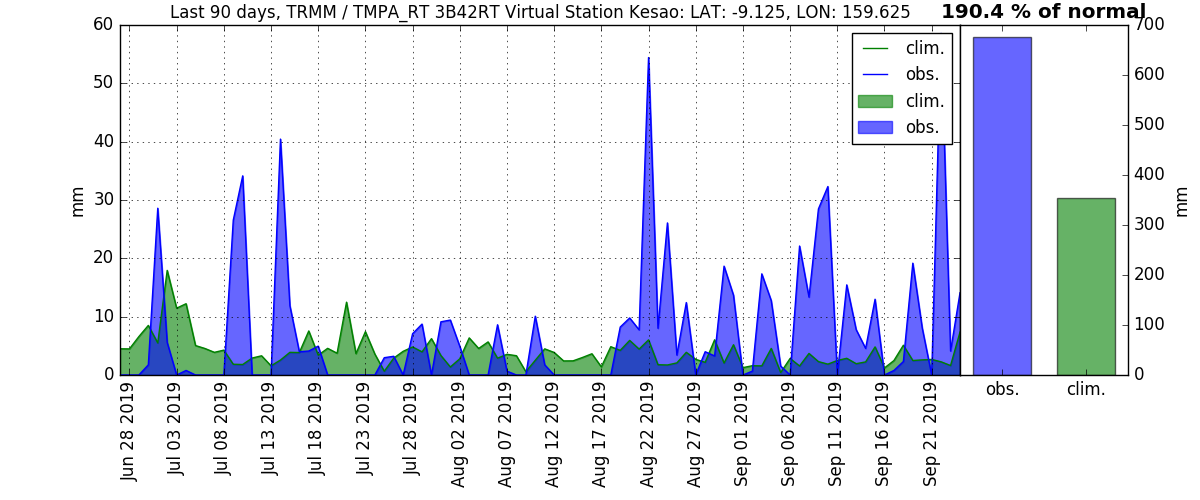 Last 90 days, TRMM / TMPA_RT 3B42RT Virtual Station Kesao: LAT: -9.125, LON: 159.625
190.4 % of normal
60
50
40
30
20
10
0
mm
clim.
obs.
clim.
obs.
700
600
500
400
300
200
100
0
mm
obs.
clim.
Jun 28 2019
Jul 03 2019
Jul 08 2019
Jul 13 2019
Jul 18 2019
Jul 23 2019
Jul 28 2019
Aug 02 2019
Aug 07 2019
Aug 12 2019
Aug 17 2019
Aug 22 2019
Aug 27 2019
Sep 01 2019
Sep 06 2019
Sep 11 2019
Sep 16 2019
Sep 21 2019